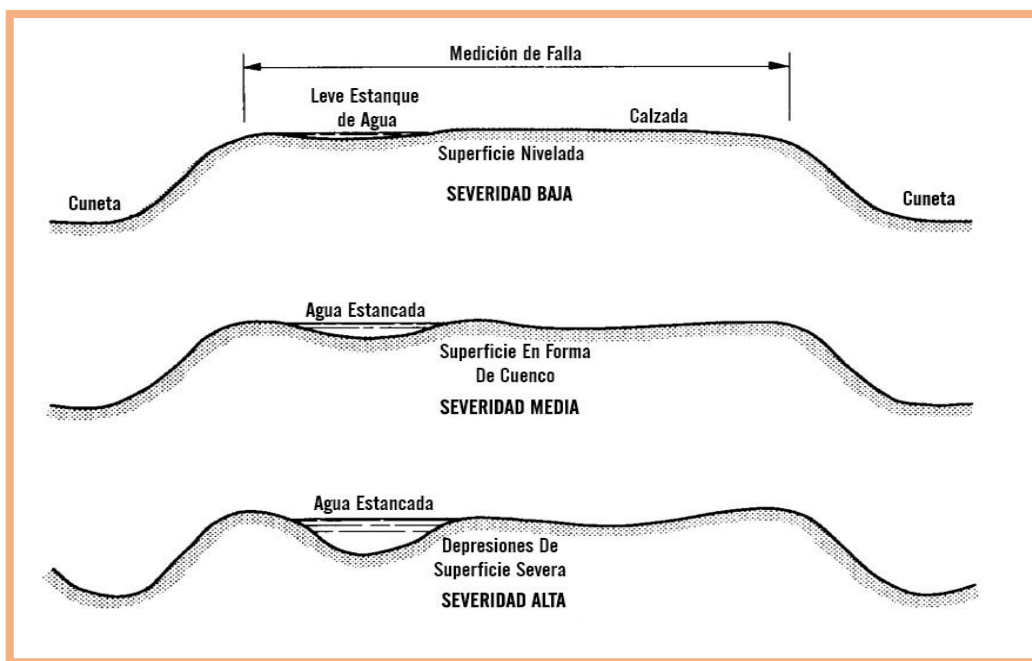 Medición de Falla
Leve Estanque
de Agua
Calzada
Superficie Nivelada
SEVERIDAD BAJA
Cuneta
Cuneta
Agua Estancada
Superficie En Forma
De Cuenco
SEVERIDAD MEDIA
Agua Estancada
Depresiones De
Superficie Severa
SEVERIDAD ALTA